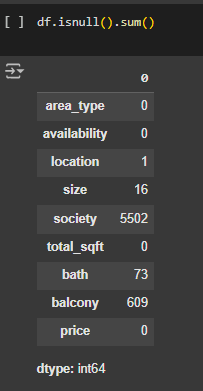 [ ] df.isnull().sum()
0
area_type 0
availability 0
location 1
size 16
society 5502
total_sqft 0
bath 73
balcony 609
price 0
dtype: int64